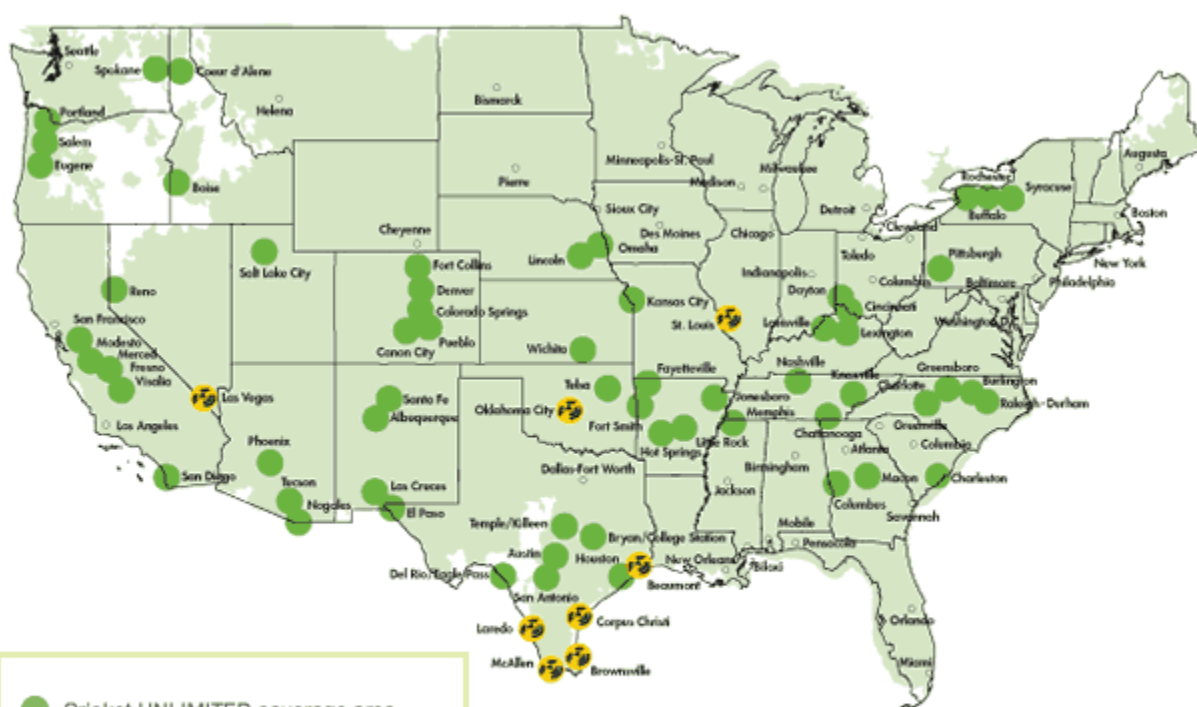 Seattle
Spokane
Coeur d'Alene
Portland
Salem
Eugene
Boise
Helena
Bismarck
Pierre
Minneapolis-St. Paul
Madison
Milwaukee
Detroit
Rochester
Syracuse
Buffalo
Augusta
Boston
Cleveland
New York
Sioux City
Des Moines
Chicago
Toledo
Pittsburgh
Philadelphia
Baltimore
Cheyenne
Salt Lake City
Fort Collins
Denver
Colorado Springs
Pueblo
Canon City
Lincoln
Omaha
Indianapolis
Columbus
Dayton
Cincinnati
Reno
Kansas City
St. Louis
Louisville
Lexington
Washington D.C.
San Francisco
Modesto
Merced
Fresno
Visalia
Wichita
Fayetteville
Nashville
Knoxville
Greensboro
Burlington
Charlotte
Raleigh-Durham
Las Vegas
Santa Fe
Albuquerque
Tulsa
Oklahoma City
Jonesboro
Memphis
Fort Smith
Little Rock
Hot Springs
Chattanooga
Greenville
Columbia
Atlanta
Los Angeles
Phoenix
San Diego
Tucson
Nogales
Las Cruces
El Paso
Dallas-Fort Worth
Birmingham
Jackson
Macon
Columbus
Charleston
Savannah
Temple/Killeen
Bryan/College Station
Austin
Houston
New Orleans
Mobile
Pensacola
Biloxi
Del Rio/Eagle Pass
San Antonio
Beaumont
Laredo
Corpus Christi
McAllen
Brownsville
Orlando
Miami
Cricket UNLIMITED coverage area